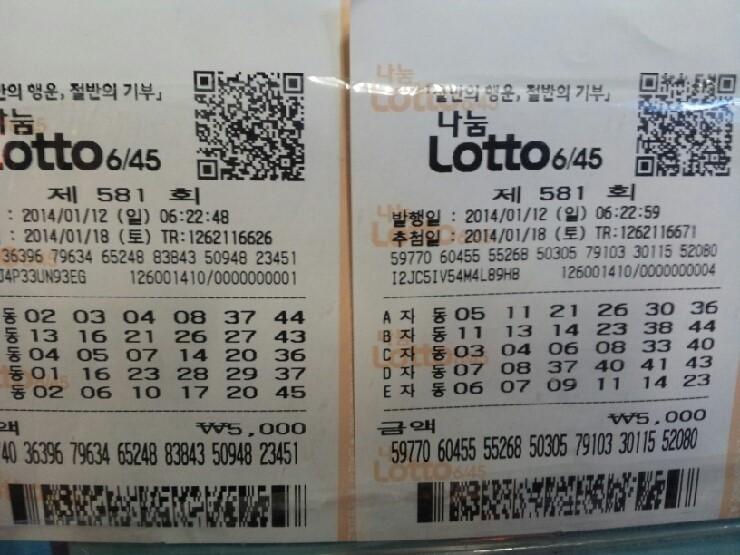 반의 행운, 절반의 기부」
나눔
Lotto 6/45
제 581 회
: 2014/01/12 (일) 06:22:48
: 2014/01/18 (토) TR:1262116626
36396 79634 65248 83843 50948 23451
J4P33UN93EG 126001410/0000000001
동 02 03 04 08 37 44
동 13 16 21 26 27 43
동 04 05 07 14 20 36
동 01 16 23 28 29 37
동 02 06 10 17 20 45
액 ₩5,000
40 36396 79634 65248 83843 50948 23451
행운, 절반의 기부」
나눔
Lotto 6/45
제 581 회
발행일 : 2014/01/12 (일) 06:22:59
추첨일 : 2014/01/18 (토) TR:1262116671
59770 60455 55268 50305 79103 30115 52080
I2JC5IV54M4L89HB 126001410/0000000004
A 자 동 05 11 21 26 30 36
B 자 동 11 13 14 23 38 44
C 자 동 03 04 06 08 33 40
D 자 동 07 08 37 40 41 43
E 자 동 06 07 09 11 14 23
금액 ₩5,000
59770 60455 55268 50305 79103 30115 52080